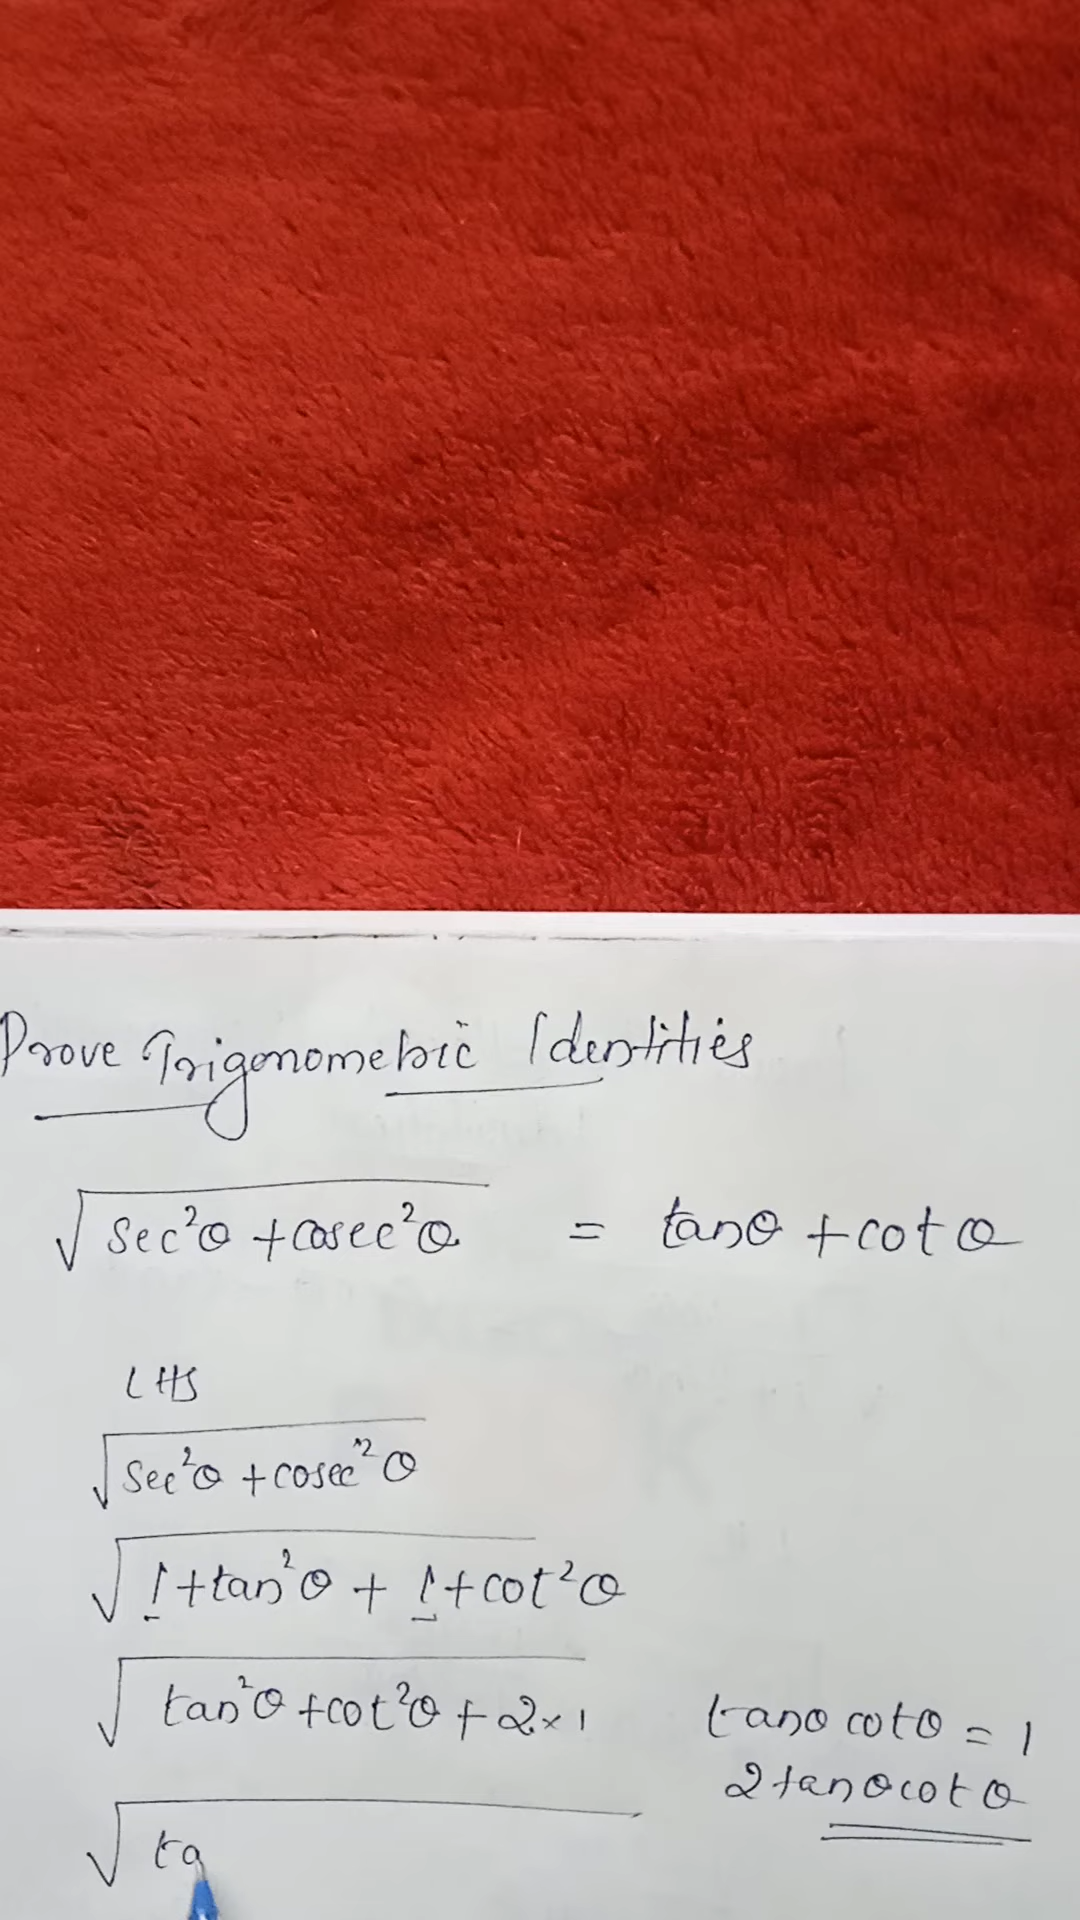 Prove Trigonometric Identities
√sec²θ + cosec²θ = tanθ + cot θ
LHS
√sec²θ + cosec²θ
√1 + tan²θ + 1 + cot²θ
√tan²θ + cot²θ + 2×1
tanθ cotθ = 1
2tanθcotθ
√ta